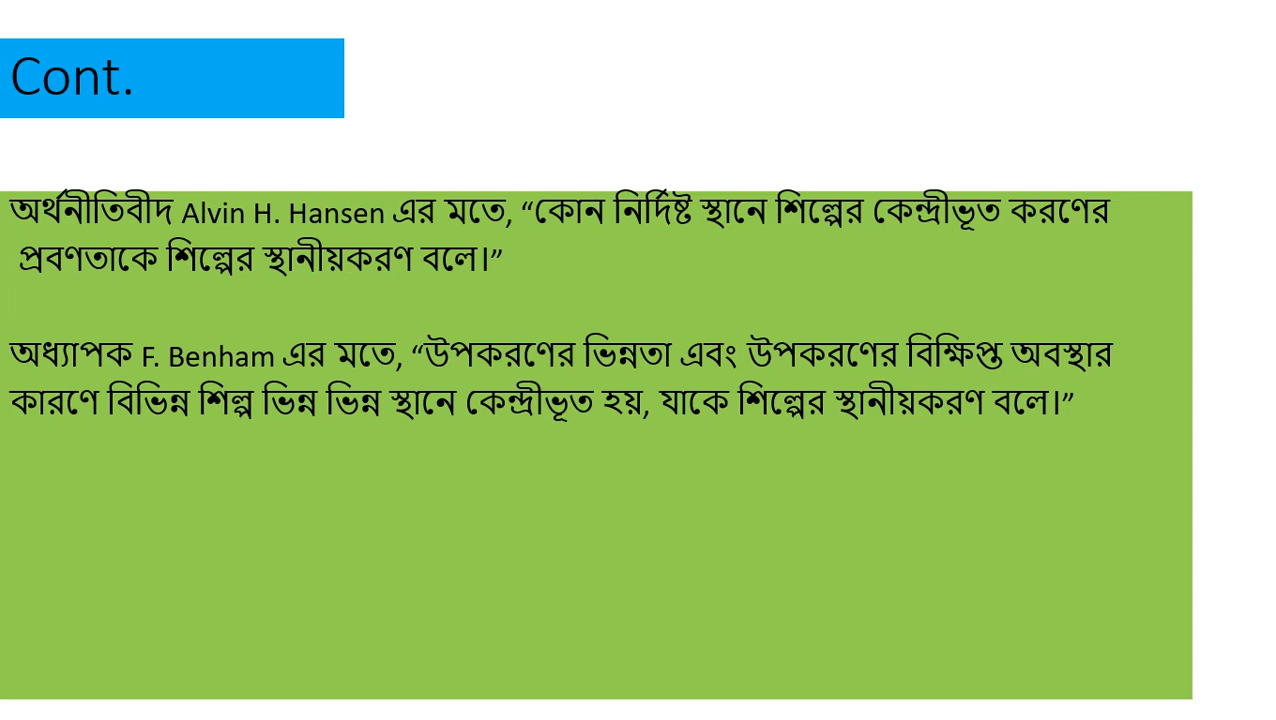 Cont.
অর্থনীতিবীদ Alvin H. Hansen এর মতে, “কোন নির্দিষ্ট স্থানে শিল্পের কেন্দ্রীভূত করণের
প্রবণতাকে শিল্পের স্থানীয়করণ বলে।”
অধ্যাপক F. Benham এর মতে, “উপকরণের ভিন্নতা এবং উপকরণের বিক্ষিপ্ত অবস্থার
কারণে বিভিন্ন শিল্প ভিন্ন ভিন্ন স্থানে কেন্দ্রীভূত হয়, যাকে শিল্পের স্থানীয়করণ বলে।”